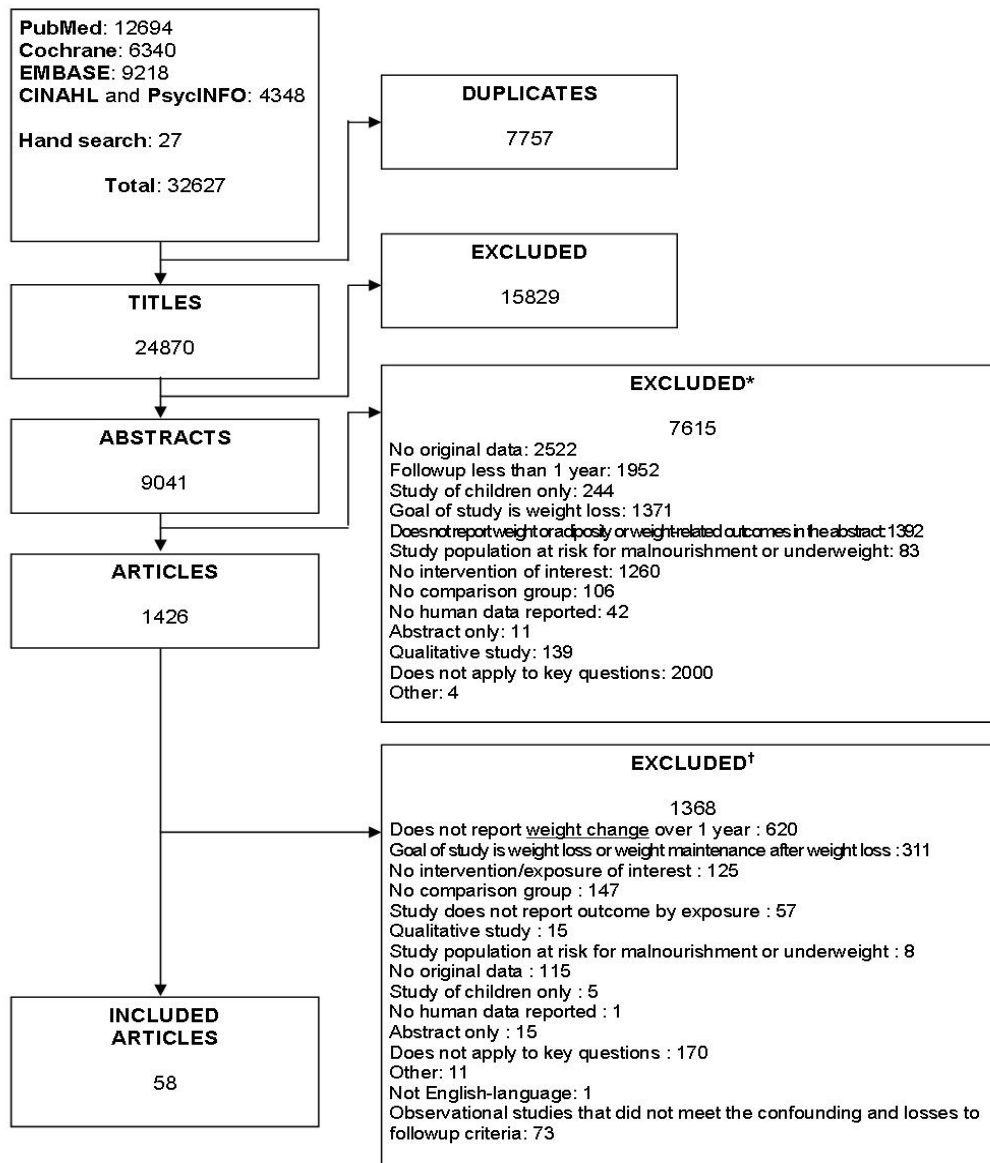 PubMed: 12694
Cochrane: 6340
EMBASE: 9218
CINAHL and PsycINFO: 4348
Hand search: 27
Total: 32627
DUPLICATES
7757
EXCLUDED
15829
TITLES
24870
ABSTRACTS
9041
EXCLUDED*
7615
No original data: 2522
Followup less than 1 year: 1952
Study of children only: 244
Goal of study is weight loss: 1371
Does not report weight or adiposity or weight-related outcomes in the abstract: 1392
Study population at risk for malnourishment or underweight: 83
No intervention of interest: 1260
No comparison group: 106
No human data reported: 42
Abstract only: 11
Qualitative study: 139
Does not apply to key questions: 2000
Other: 4
ARTICLES
1426
EXCLUDED†
1368
Does not report weight change over 1 year : 620
Goal of study is weight loss or weight maintenance after weight loss : 311
No intervention/exposure of interest : 125
No comparison group : 147
Study does not report outcome by exposure : 57
Qualitative study : 15
Study population at risk for malnourishment or underweight : 8
No original data : 115
Study of children only : 5
No human data reported : 1
Abstract only : 15
Does not apply to key questions : 170
Other: 11
Not English-language: 1
Observational studies that did not meet the confounding and losses to
followup criteria: 73
INCLUDED
ARTICLES
58